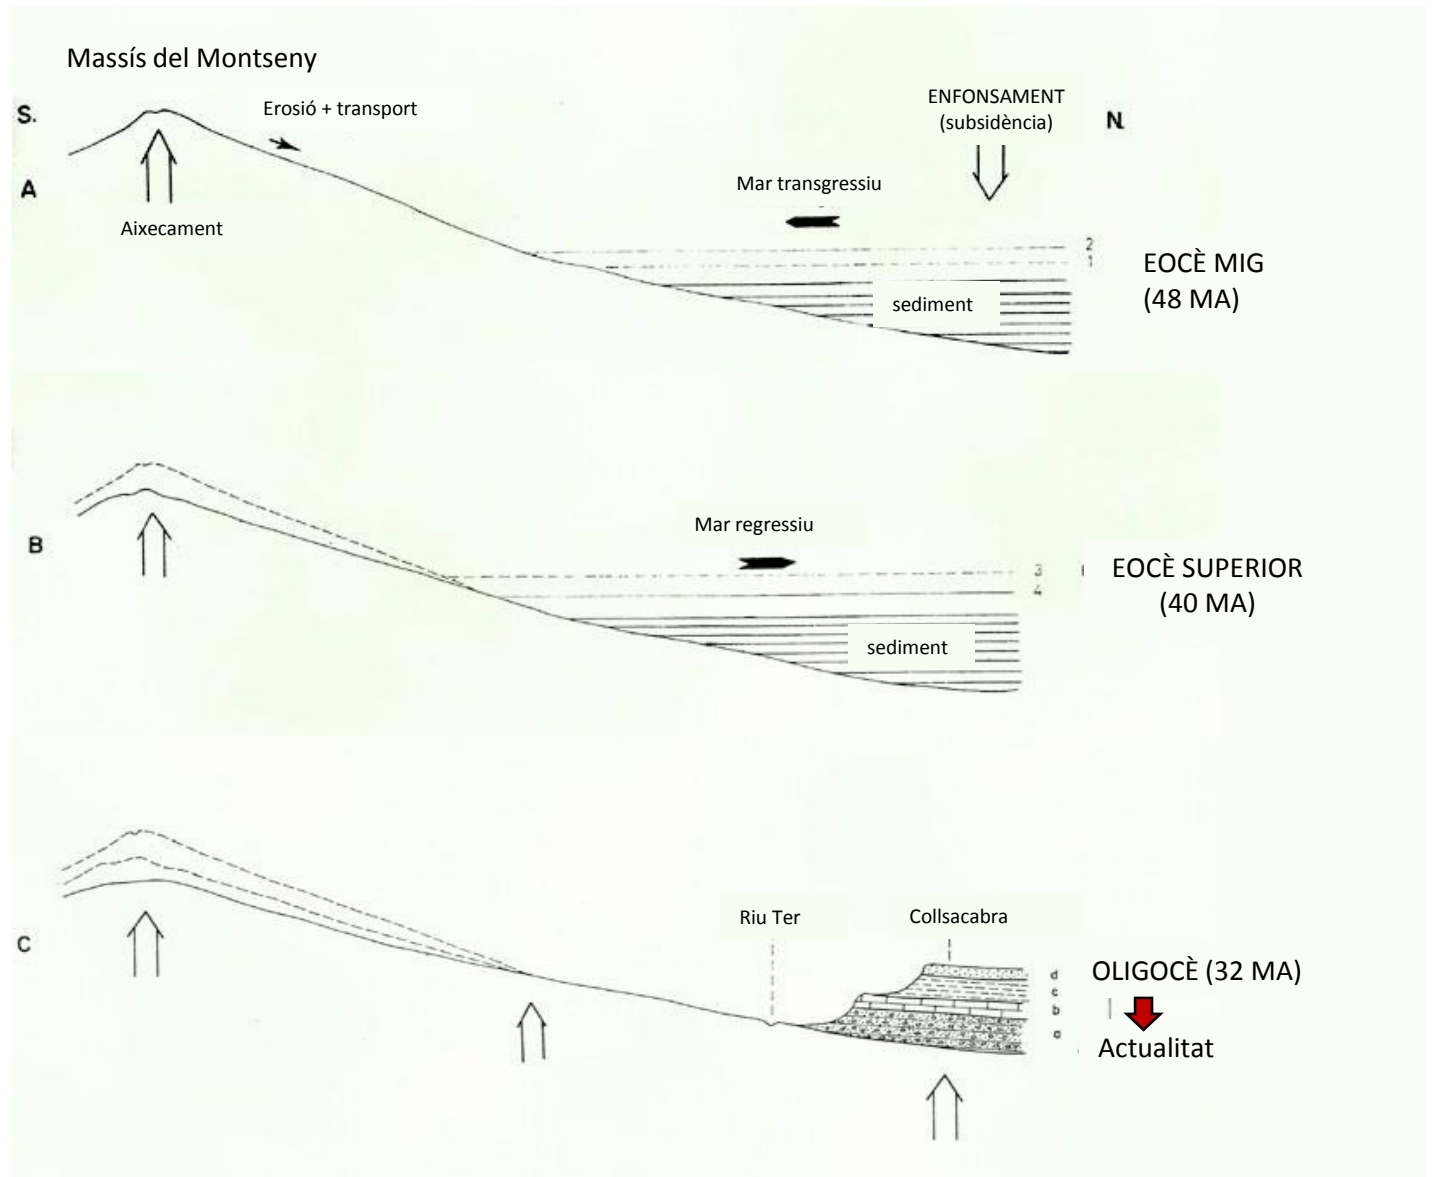 Massís del Montseny
S.
Erosió + transport
ENFONSAMENT
(subsidència)
N.
A
Mar transgressiu
Aixecament
2
1
EOCÈ MIG
(48 MA)
sediment
B
Mar regressiu
3
4
EOCÈ SUPERIOR
(40 MA)
sediment
Riu Ter
Collsacabra
C
d
OLIGOCÈ (32 MA)
c
b
a
Actualitat